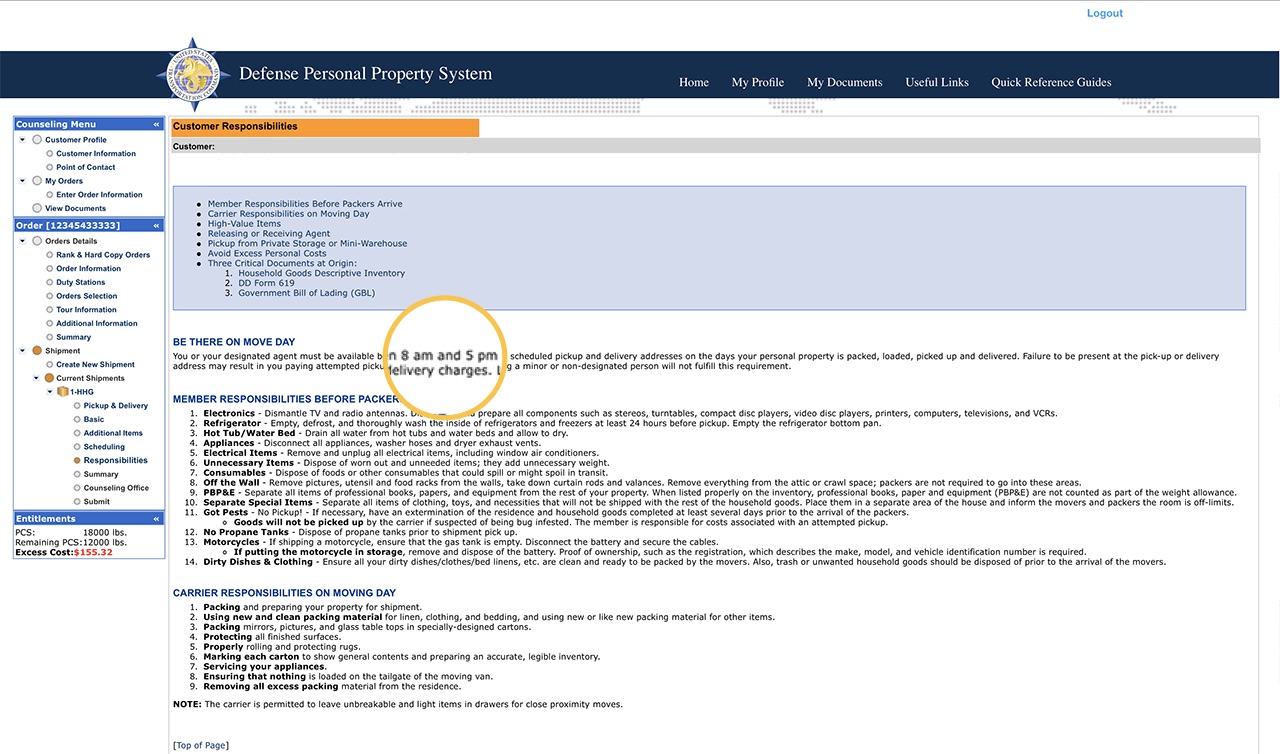 Logout
Defense Personal Property System
Home My Profile My Documents Useful Links Quick Reference Guides
Counseling Menu «
Customer Profile
Customer Information
Point of Contact
My Orders
Enter Order Information
View Documents
Order [12345433333] «
Orders Details
Rank & Hard Copy Orders
Order Information
Duty Stations
Orders Selection
Tour Information
Additional Information
Summary
Shipment
Create New Shipment
Current Shipments
1-HHG
Pickup & Delivery
Basic
Additional Items
Scheduling
Responsibilities
Summary
Counseling Office
Submit
Entitlements «
PCS: 18000 lbs.
Remaining PCS:12000 lbs.
Excess Cost:$155.32
Customer Responsibilities
Customer:
• Member Responsibilities Before Packers Arrive
• Carrier Responsibilities on Moving Day
• High-Value Items
• Releasing or Receiving Agent
• Pickup from Private Storage or Mini-Warehouse
• Avoid Excess Personal Costs
• Three Critical Documents at Origin:
1. Household Goods Descriptive Inventory
2. DD Form 619
3. Government Bill of Lading (GBL)
BE THERE ON MOVE DAY
You or your designated agent must be available 8 am and 5 pm scheduled pickup and delivery addresses on the days your personal property is packed, loaded, picked up and delivered. Failure to be present at the pick-up or delivery
address may result in you paying attempted delivery charges. a minor or non-designated person will not fulfill this requirement.
MEMBER RESPONSIBILITIES BEFORE
1. Electronics - Dismantle TV and radio antennas. prepare all components such as stereos, turntables, compact disc players, video disc players, printers, computers, televisions, and VCRs.
2. Refrigerator - Empty, defrost, and thoroughly wash the inside of refrigerators and freezers at least 24 hours before pickup. Empty the refrigerator bottom pan.
3. Hot Tub/Water Bed - Drain all water from hot tubs and water beds and allow to dry.
4. Appliances - Disconnect all appliances, washer hoses and dryer exhaust vents.
5. Electrical Items - Remove and unplug all electrical items, including window air conditioners.
6. Unnecessary Items - Dispose of worn out and unneeded items; they add unnecessary weight.
7. Consumables - Dispose of foods or other consumables that could spill or might spoil in transit.
8. Off the Wall - Remove pictures, utensil and food racks from the walls, take down curtain rods and valances. Remove everything from the attic or crawl spaces; packers are not required to go into these areas.
9. PBP&E - Separate all items of professional books, papers, and equipment from the rest of your property. When listed properly on the inventory, professional books, paper and equipment (PBP&E) are not counted as part of the weight allowance.
10. Separate Special Items - Separate all items of clothing, toys, and necessities that will not be shipped with the rest of the household goods. Place them in a separate area of the house and inform the movers and packers the room is off-limits.
11. Got Pests - No Pickup! - If necessary, have an extermination of the residence and household goods completed at least several days prior to the arrival of the packers.
Goods will not be picked up by the carrier if suspected of being bug infested. The member is responsible for costs associated with an attempted pickup.
12. No Propane Tanks - Dispose of propane tanks prior to shipment pick up.
13. Motorcycles - If shipping a motorcycle, ensure that the gas tank is empty. Disconnect the battery and secure the cables.
If putting the motorcycle in storage, remove and dispose of the battery. Proof of ownership, such as the registration, which describes the make, model, and vehicle identification number is required.
14. Dirty Dishes & Clothing - Ensure all your dirty dishes/clothes/bed linens, etc. are clean and ready to be packed by the movers. Also, trash or unwanted household goods should be disposed of prior to the arrival of the movers.
CARRIER RESPONSIBILITIES ON MOVING DAY
1. Packing and preparing your property for shipment.
2. Using new and clean packing material for linen, clothing, and bedding, and using new or like new packing material for other items.
3. Packing mirrors, pictures, and glass table tops in specially-designed cartons.
4. Protecting all finished surfaces.
5. Properly rolling and protecting rugs.
6. Marking each carton to show general contents and preparing an accurate, legible inventory.
7. Servicing your appliances.
8. Ensuring that nothing is loaded on the tailgate of the moving van.
9. Removing all excess packing material from the residence.
NOTE: The carrier is permitted to leave unbreakable and light items in drawers for close proximity moves.
[Top of Page]